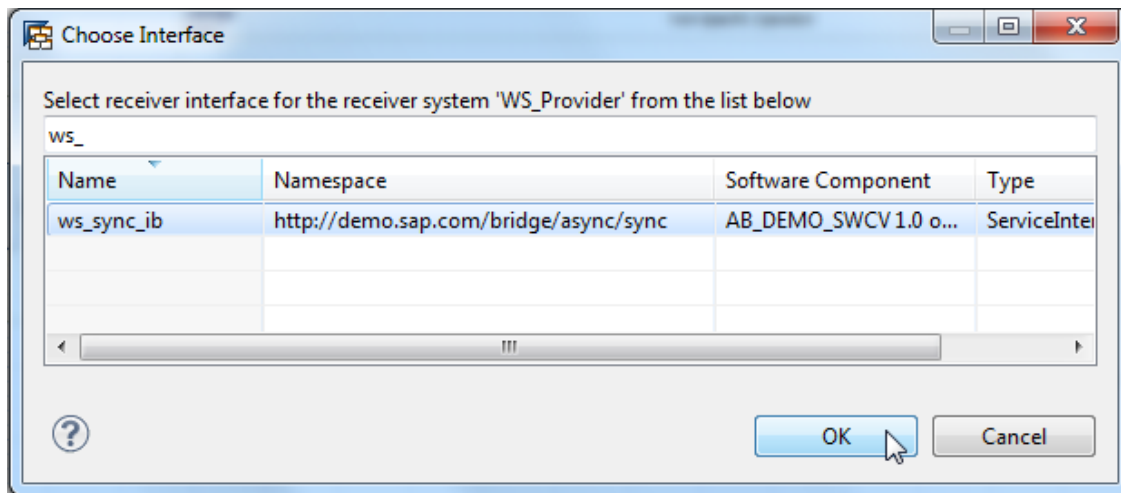 Choose Interface
Select receiver interface for the receiver system 'WS_Provider' from the list below
ws_
Name Namespace Software Component Type
ws_sync_ib http://demo.sap.com/bridge/async/sync AB_DEMO_SWCV 1.0 o... ServiceInter
OK Cancel